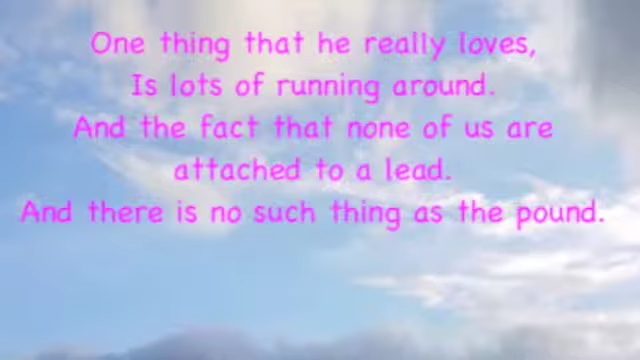 One thing that he really loves,
Is lots of running around.
And the fact that none of us are
attached to a lead.
And there is no such thing as the pound.